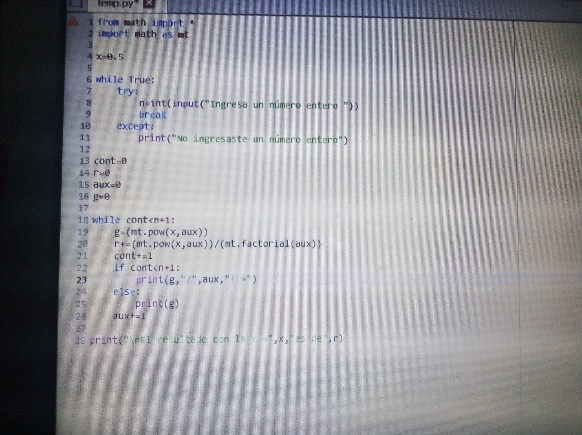 temp.py*
1 from math import *
2 import math as mt
3
4 x=0.5
5
6 while True:
7 try:
8 n=int(input("Ingresa un número entero "))
9 break
10 except:
11 print("No ingresaste un número entero")
12
13 cont=0
14 r=0
15 aux=0
16 g=0
17
18 while cont<n+1:
19 g=(mt.pow(x,aux))
20 r+=(mt.pow(x,aux))/(mt.factorial(aux))
21 cont+=1
22 if cont<n+1:
23 print(g,"/",aux,"! +")
24 else:
25 print(g)
26 aux+=1
27
28 print("\nEl resultado con la x =",x,"es de",r)